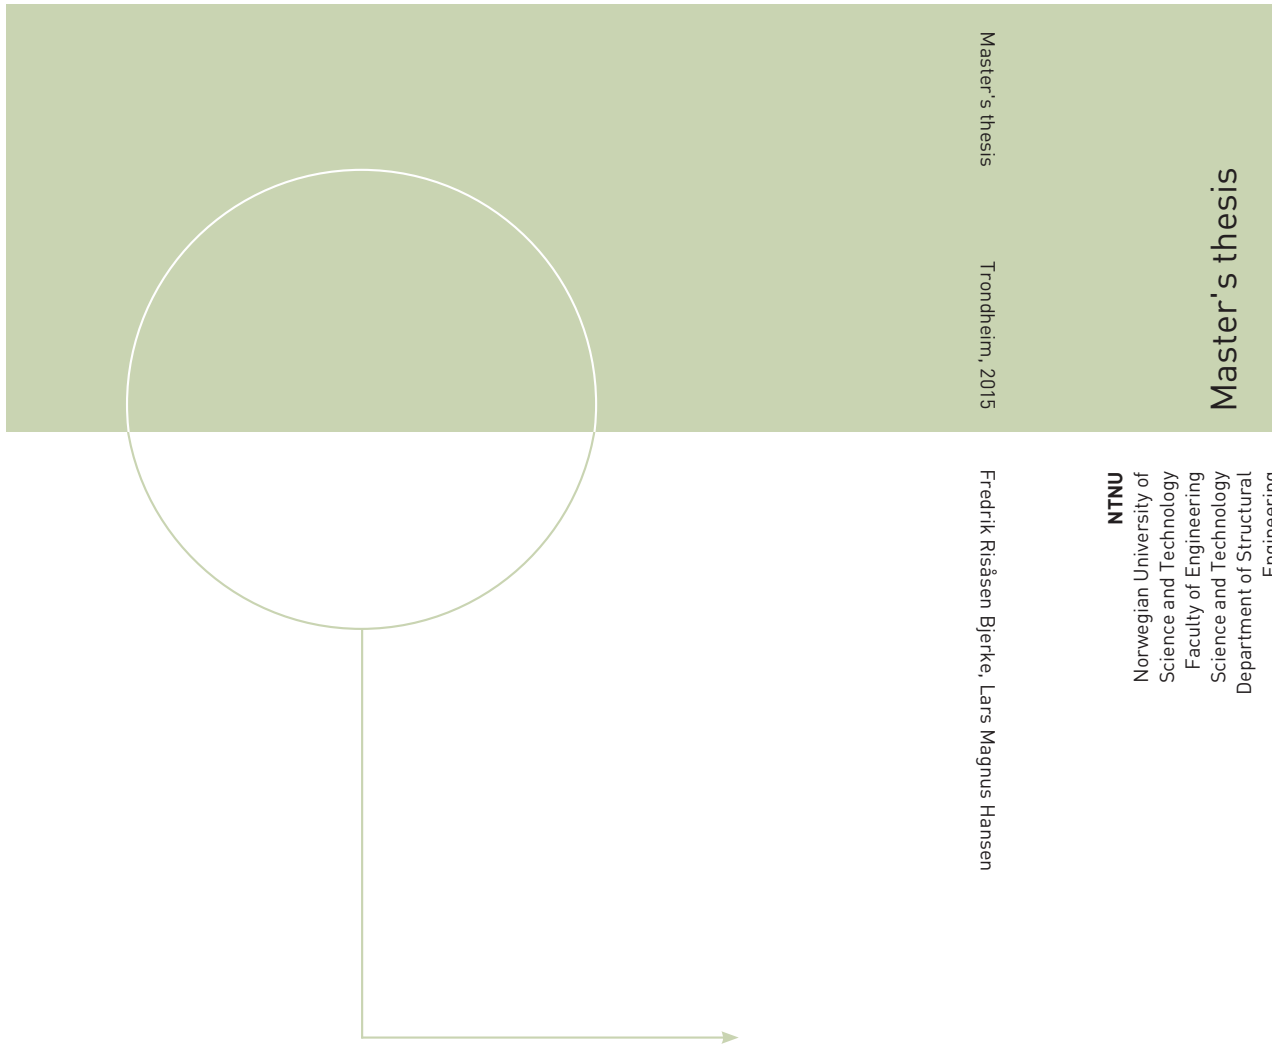 Master's thesis
Trondheim, 2015
Fredrik Risåsen Bjerke, Lars Magnus Hansen
Master's thesis
NTNU
Norwegian University of
Science and Technology
Faculty of Engineering
Science and Technology
Department of Structural
Engineering